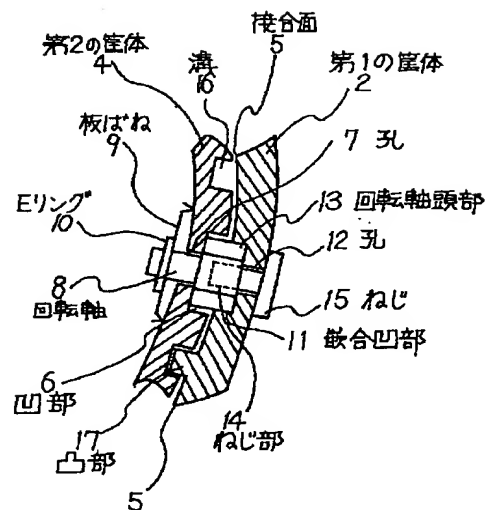 接合面
5
第2の筐体
4
溝
16
第1の筐体
2
板ばね
9
7 孔
Eリング
10
13 回転軸頭部
12 孔
8
回転軸
15 ねじ
11 嵌合凹部
6
凹部
14
ねじ部
17
凸部
5